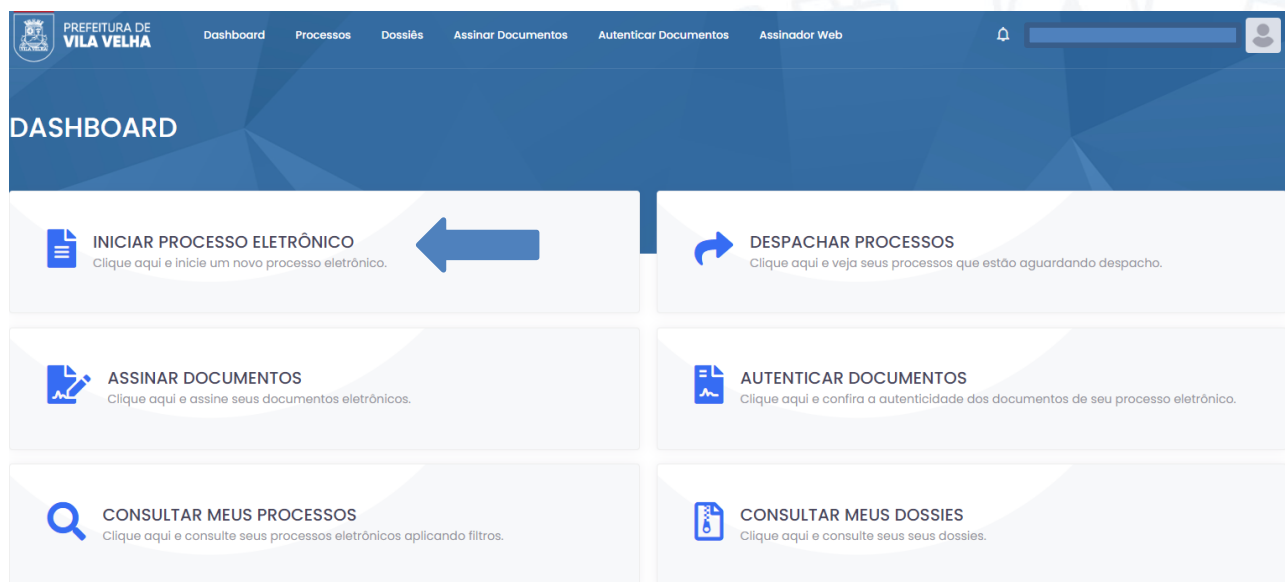 PREFEITURA DE
VILA VELHA
Dashboard Processos Dossiês Assinar Documentos Autenticar Documentos Assinador Web
DASHBOARD
INICIAR PROCESSO ELETRÔNICO
Clique aqui e inicie um novo processo eletrônico.
DESPACHAR PROCESSOS
Clique aqui e veja seus processos que estão aguardando despacho.
ASSINAR DOCUMENTOS
Clique aqui e assine seus documentos eletrônicos.
AUTENTICAR DOCUMENTOS
Clique aqui e confira a autenticidade dos documentos de seu processo eletrônico.
CONSULTAR MEUS PROCESSOS
Clique aqui e consulte seus processos eletrônicos aplicando filtros.
CONSULTAR MEUS DOSSIES
Clique aqui e consulte seus seus dossies.